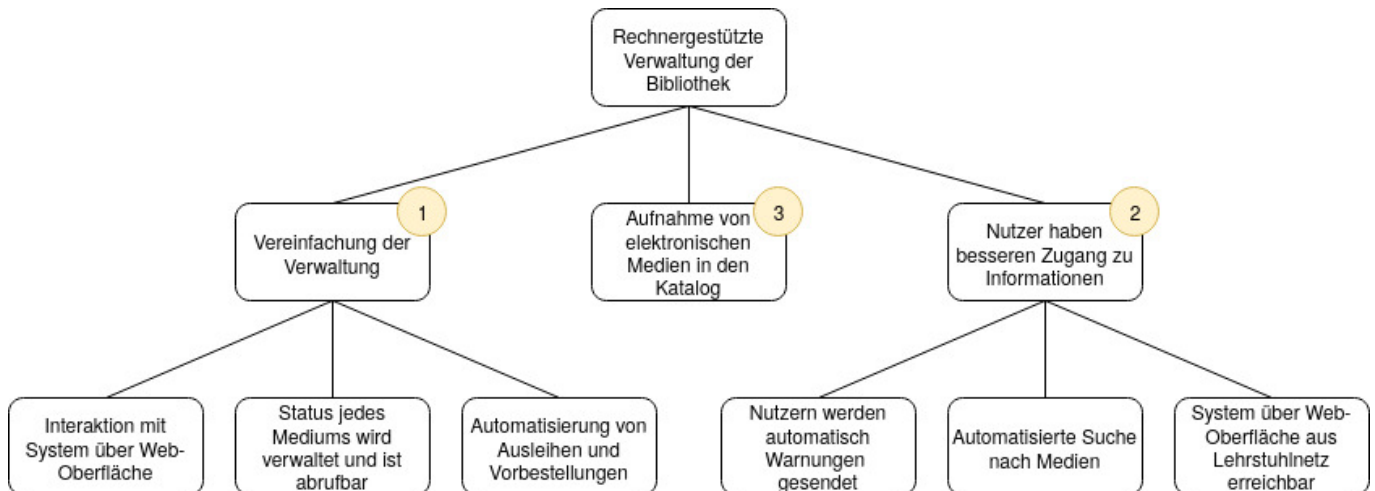 Rechnergestützte
Verwaltung der
Bibliothek
1
Vereinfachung der
Verwaltung
3
Aufnahme von
elektronischen
Medien in den
Katalog
2
Nutzer haben
besseren Zugang zu
Informationen
Interaktion mit
System über Web-
Oberfläche
Status jedes
Mediums wird
verwaltet und ist
abrufbar
Automatisierung von
Ausleihen und
Vorbestellungen
Nutzern werden
automatisch
Warnungen
gesendet
Automatisierte Suche
nach Medien
System über Web-
Oberfläche aus
Lehrstuhlnetz
erreichbar